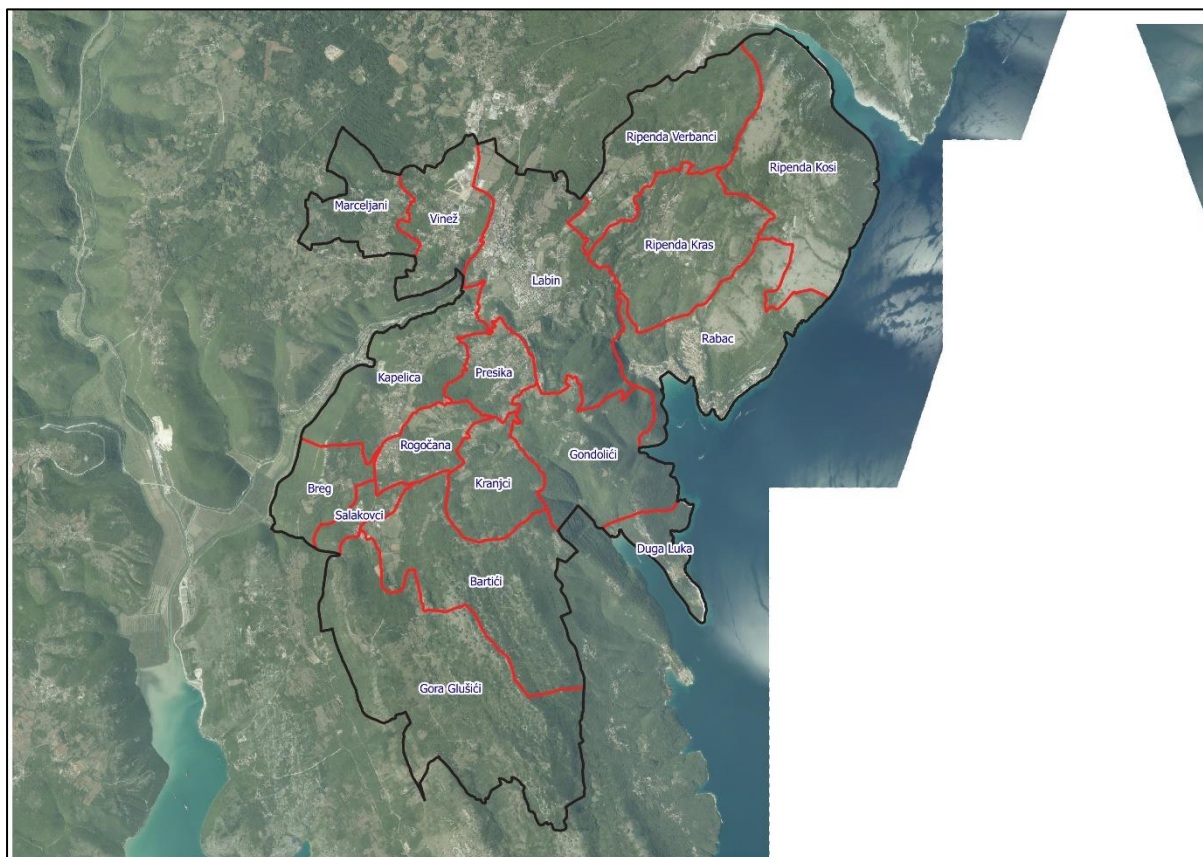 Ripenda Verbanci
Ripenda Kosi
Marceljani
Vinež
Ripenda Kras
Labin
Rabac
Kapelica
Presika
Rogočana
Gondolići
Breg
Kranjci
Salakovci
Duga Luka
Bartići
Gora Glušići